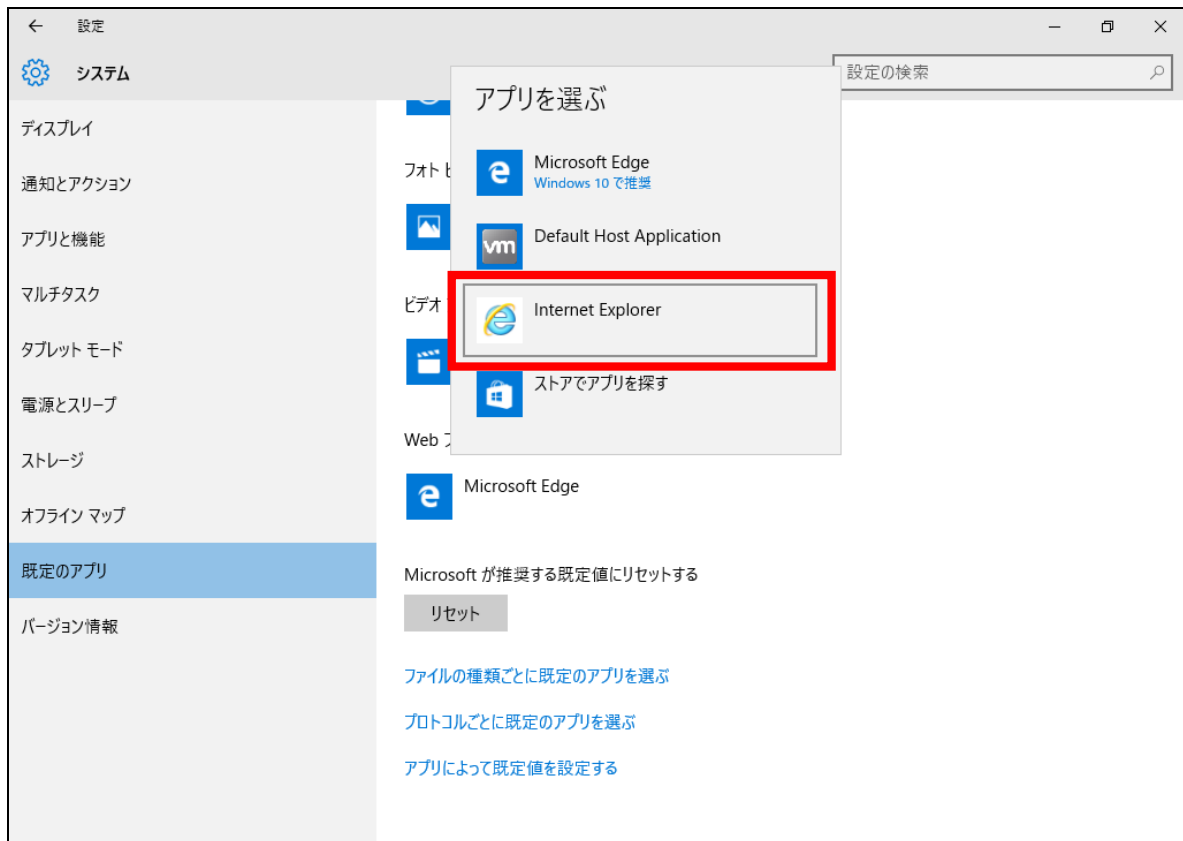 設定
システム
設定の検索
ディスプレイ
通知とアクション
アプリと機能
マルチタスク
タブレット モード
電源とスリープ
ストレージ
オフライン マップ
既定のアプリ
バージョン情報
アプリを選ぶ
Microsoft Edge
Windows 10 で推奨
vm
Default Host Application
Internet Explorer
ストアでアプリを探す
フォト
ビデオ
Web
Microsoft Edge
Microsoft が推奨する既定値にリセットする
リセット
ファイルの種類ごとに既定のアプリを選ぶ
プロトコルごとに既定のアプリを選ぶ
アプリによって既定値を設定する